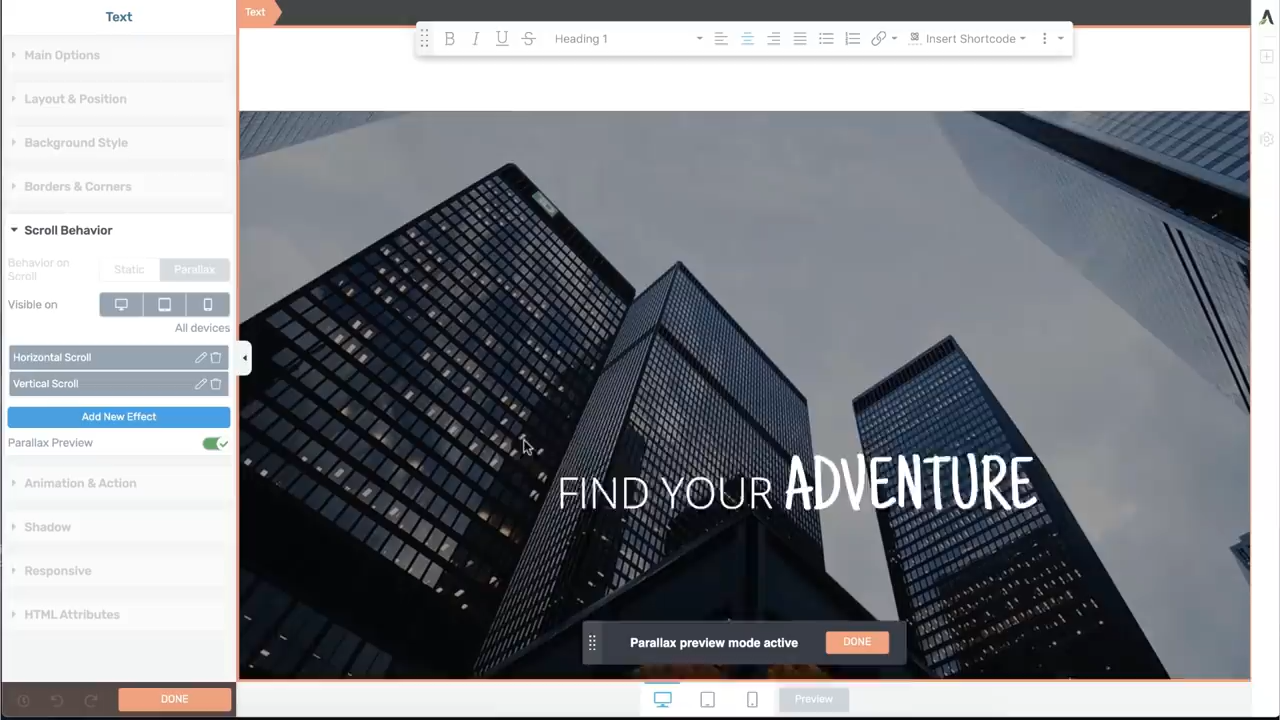 Text
Main Options
Layout & Position
Background Style
Borders & Corners
Scroll Behavior
Behavior on Scroll
Static
Parallax
Visible on
All devices
Horizontal Scroll
Vertical Scroll
Add New Effect
Parallax Preview
Animation & Action
Shadow
Responsive
HTML Attributes
DONE
Text
Heading 1
Insert Shortcode
FIND YOUR ADVENTURE
Parallax preview mode active
DONE
Preview